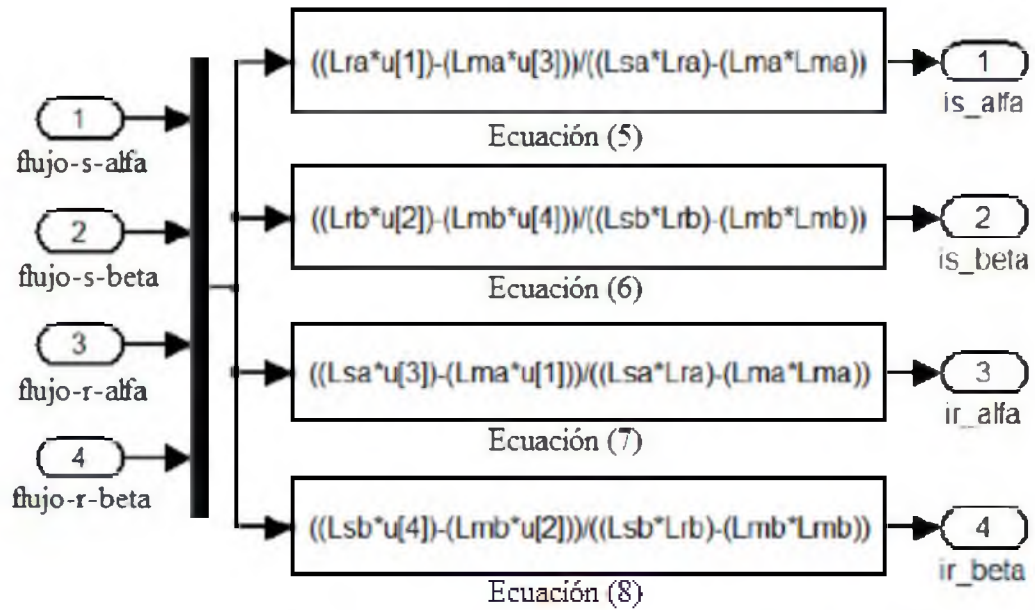 1
flujo-s-alfa
2
flujo-s-beta
3
flujo-r-alfa
4
flujo-r-beta
((Lra*u[1])-(Lma*u[3]))/((Lsa*Lra)-(Lma*Lma))
Ecuación (5)
1
is_alfa
((Lrb*u[2])-(Lmb*u[4]))/((Lsb*Lrb)-(Lmb*Lmb))
Ecuación (6)
2
is_beta
((Lsa*u[3])-(Lma*u[1]))/((Lsa*Lra)-(Lma*Lma))
Ecuación (7)
3
ir_alfa
((Lsb*u[4])-(Lmb*u[2]))/((Lsb*Lrb)-(Lmb*Lmb))
Ecuación (8)
4
ir_beta